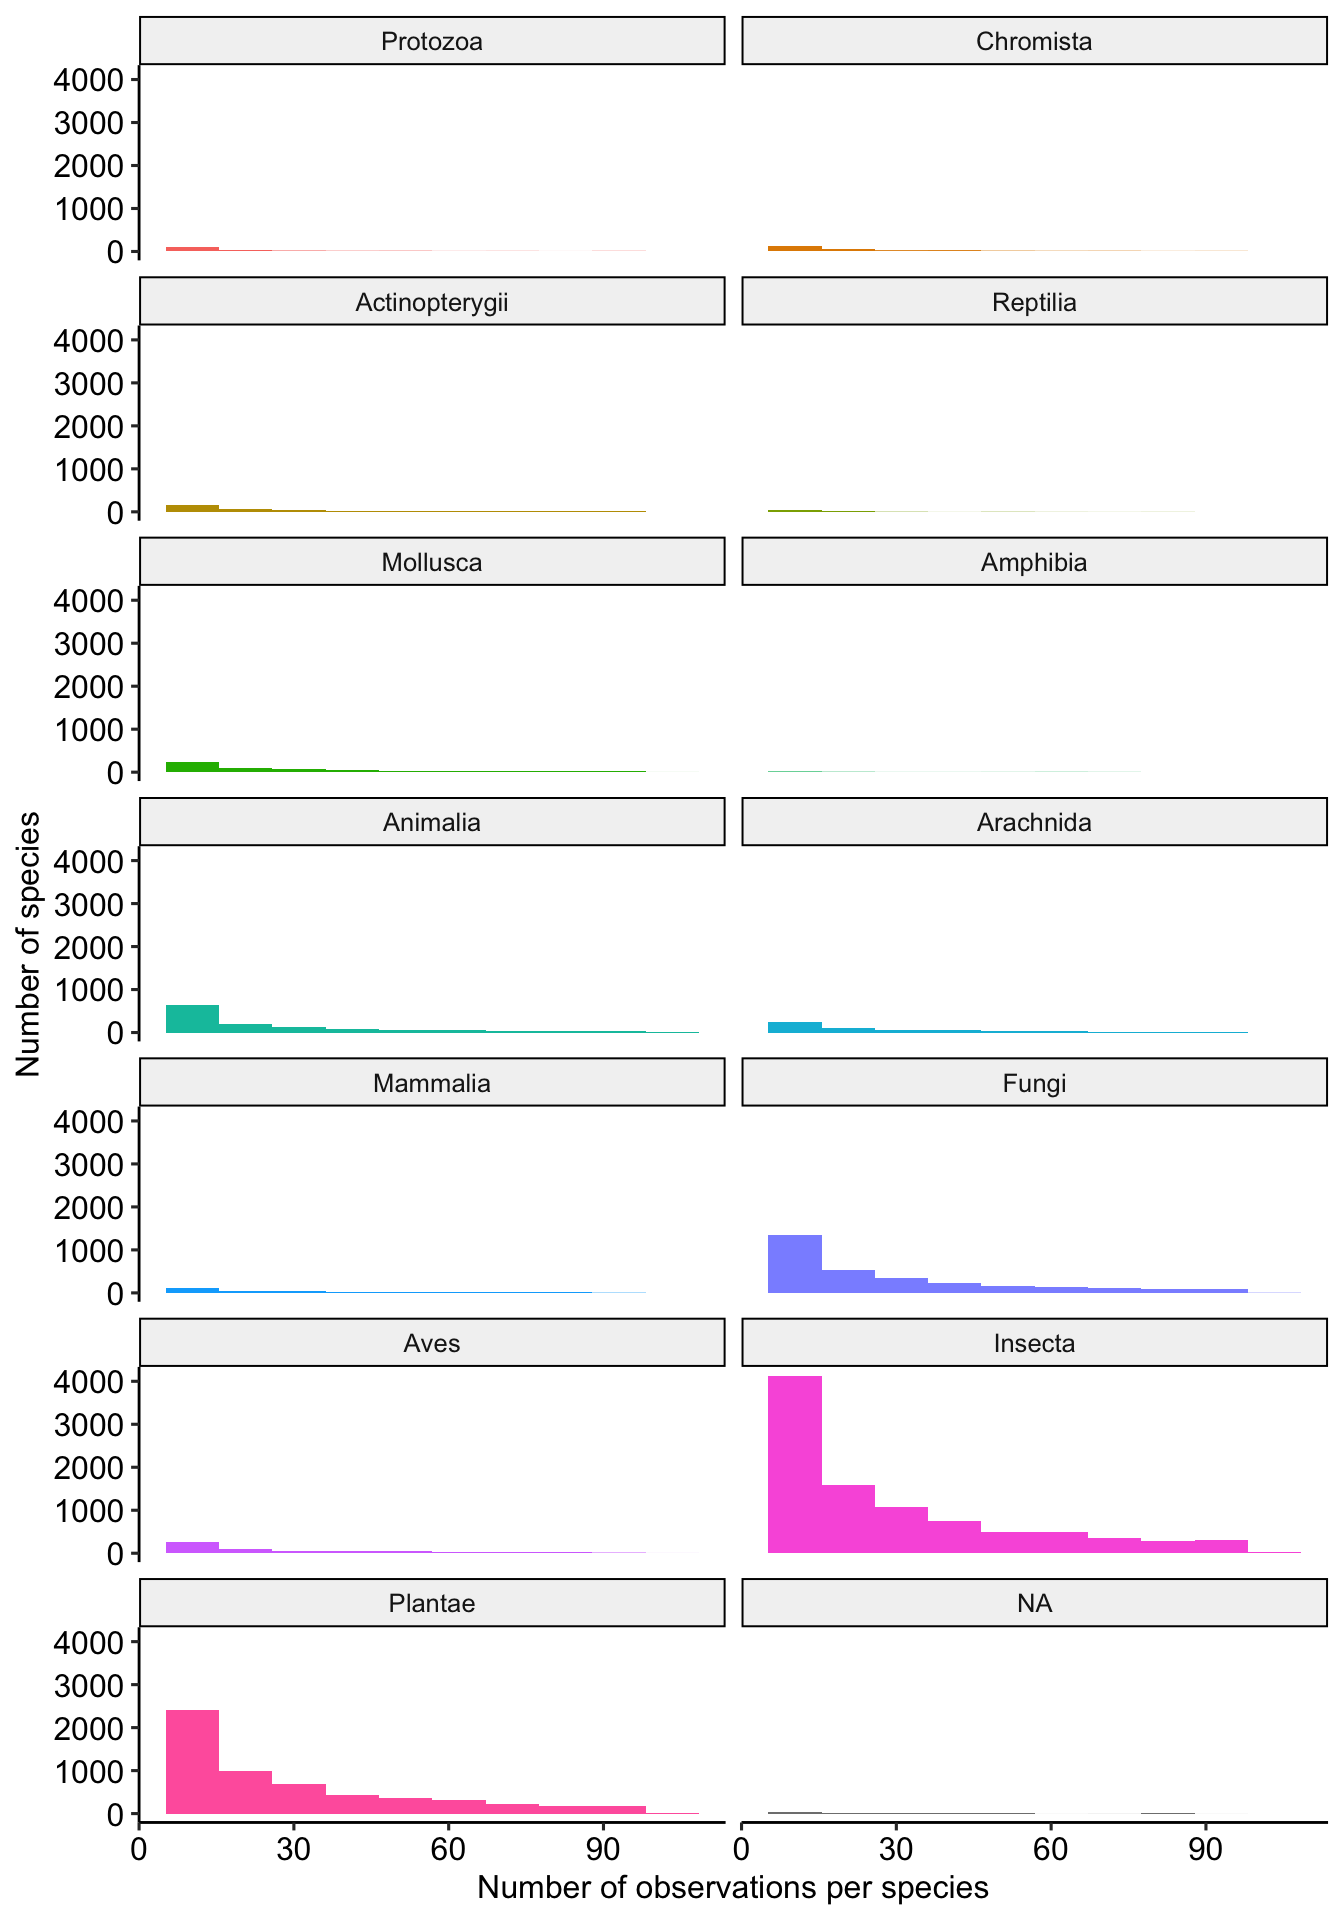 Protozoa
Chromista
4000
3000
2000
1000
0
Actinopterygii
Reptilia
4000
3000
2000
1000
0
Mollusca
Amphibia
4000
3000
2000
1000
0
Animalia
Arachnida
4000
3000
2000
1000
0
Number of species
Mammalia
Fungi
4000
3000
2000
1000
0
Aves
Insecta
4000
3000
2000
1000
0
Plantae
NA
4000
3000
2000
1000
0
0 30 60 90 0 30 60 90
Number of observations per species